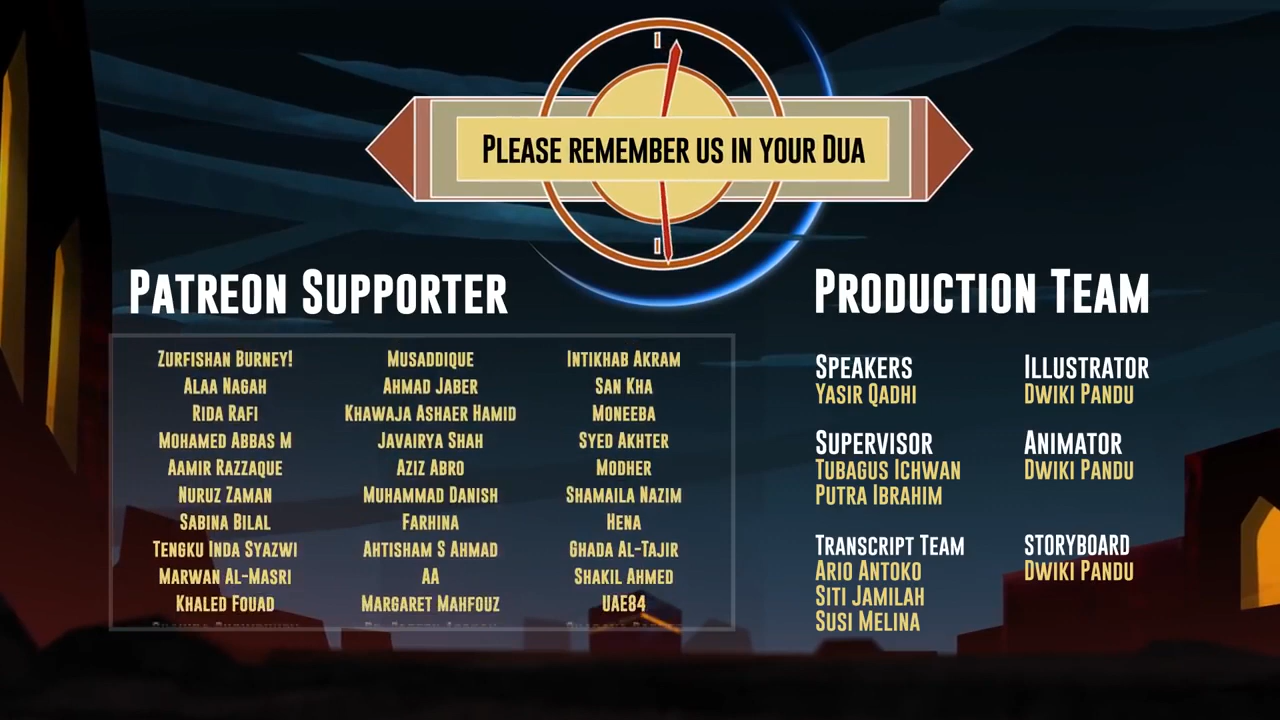 Please remember us in your Dua
Patreon Supporter
Zurfishan Burney!
Alaa Nagah
Rida Rafi
Mohamed Abbas M
Aamir Razzaque
Nuruz Zaman
Sabina Bilal
Tengku Inda Syazwi
Marwan Al-Masri
Khaled Fouad
Musaddique
Ahmad Jaber
Khawaja Ashaer Hamid
Javairya Shah
Aziz Abro
Muhammad Danish
Farhina
Ahtisham S Ahmad
AA
Margaret Mahfouz
Intikhab Akram
San Kha
Moneeba
Syed Akhter
Modher
Shamaila Nazim
Hena
Ghada Al-Tajir
Shakil Ahmed
UAE84
Production Team
Speakers
Yasir Qadhi
Supervisor
Tubagus Ichwan
Putra Ibrahim
Transcript Team
Ario Antoko
Siti Jamilah
Susi Melina
Illustrator
Dwiki Pandu
Animator
Dwiki Pandu
Storyboard
Dwiki Pandu